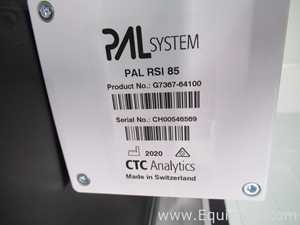 PAL SYSTEM
PAL RSI 85
Product No.: G7367-64100
Serial No.: CH00546569
2020
CTC Analytics
Made in Switzerland
www.EquipNet.com